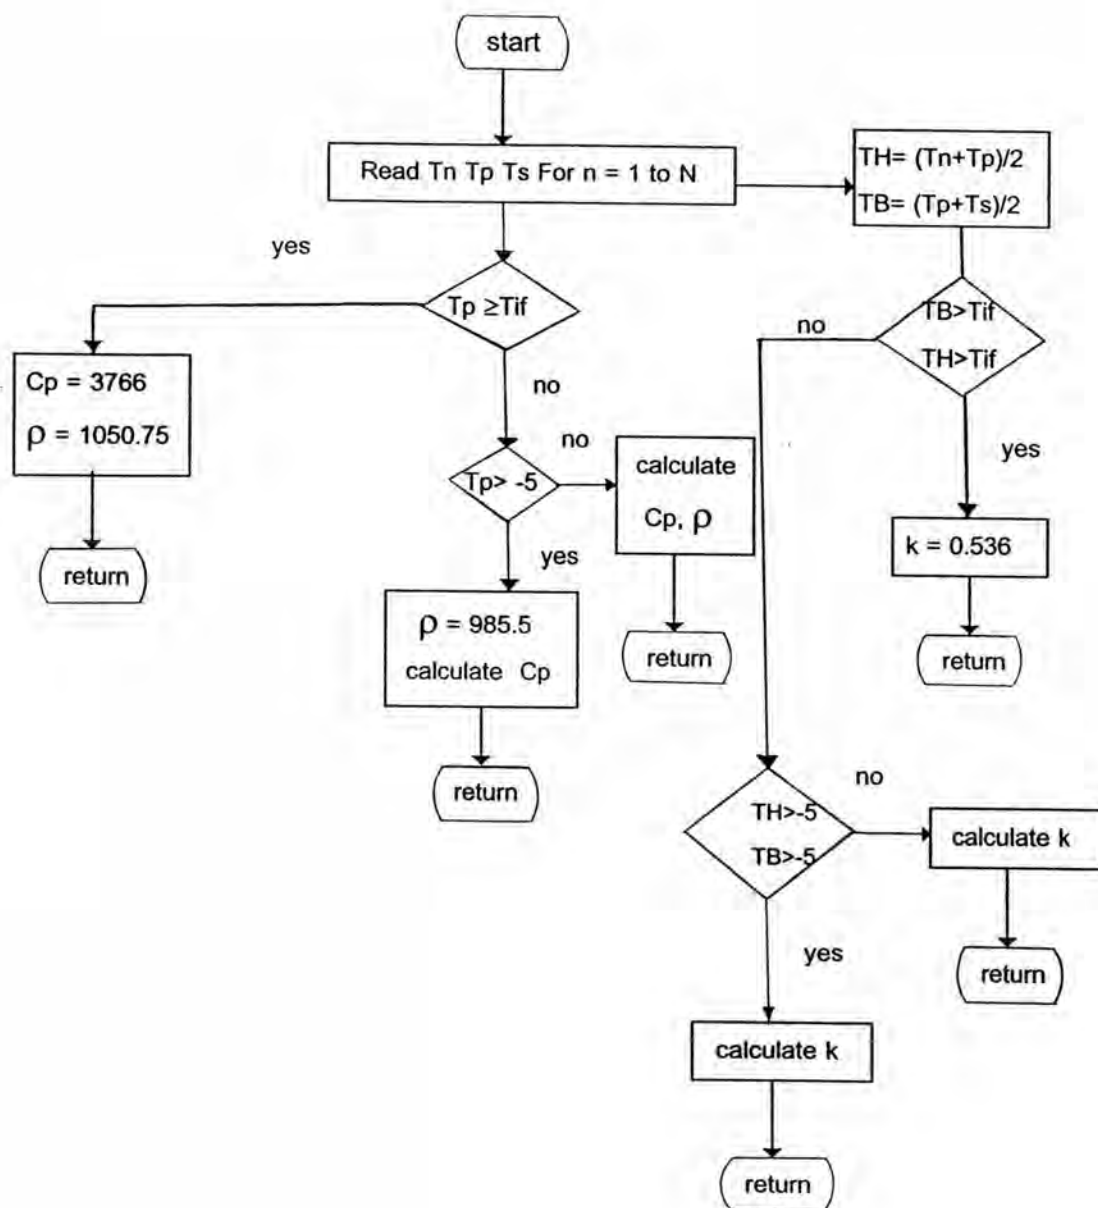 start
Read Tn Tp Ts For n = 1 to N
TH= (Tn+Tp)/2
TB= (Tp+Ts)/2
yes
Tp ≥Tif
no
TB>Tif
TH>Tif
Cp = 3766
ρ = 1050.75
no
no
Tp> -5
calculate
Cp, ρ
yes
k = 0.536
return
yes
ρ = 985.5
calculate Cp
return
return
return
no
TH>-5
TB>-5
calculate k
yes
return
calculate k
return